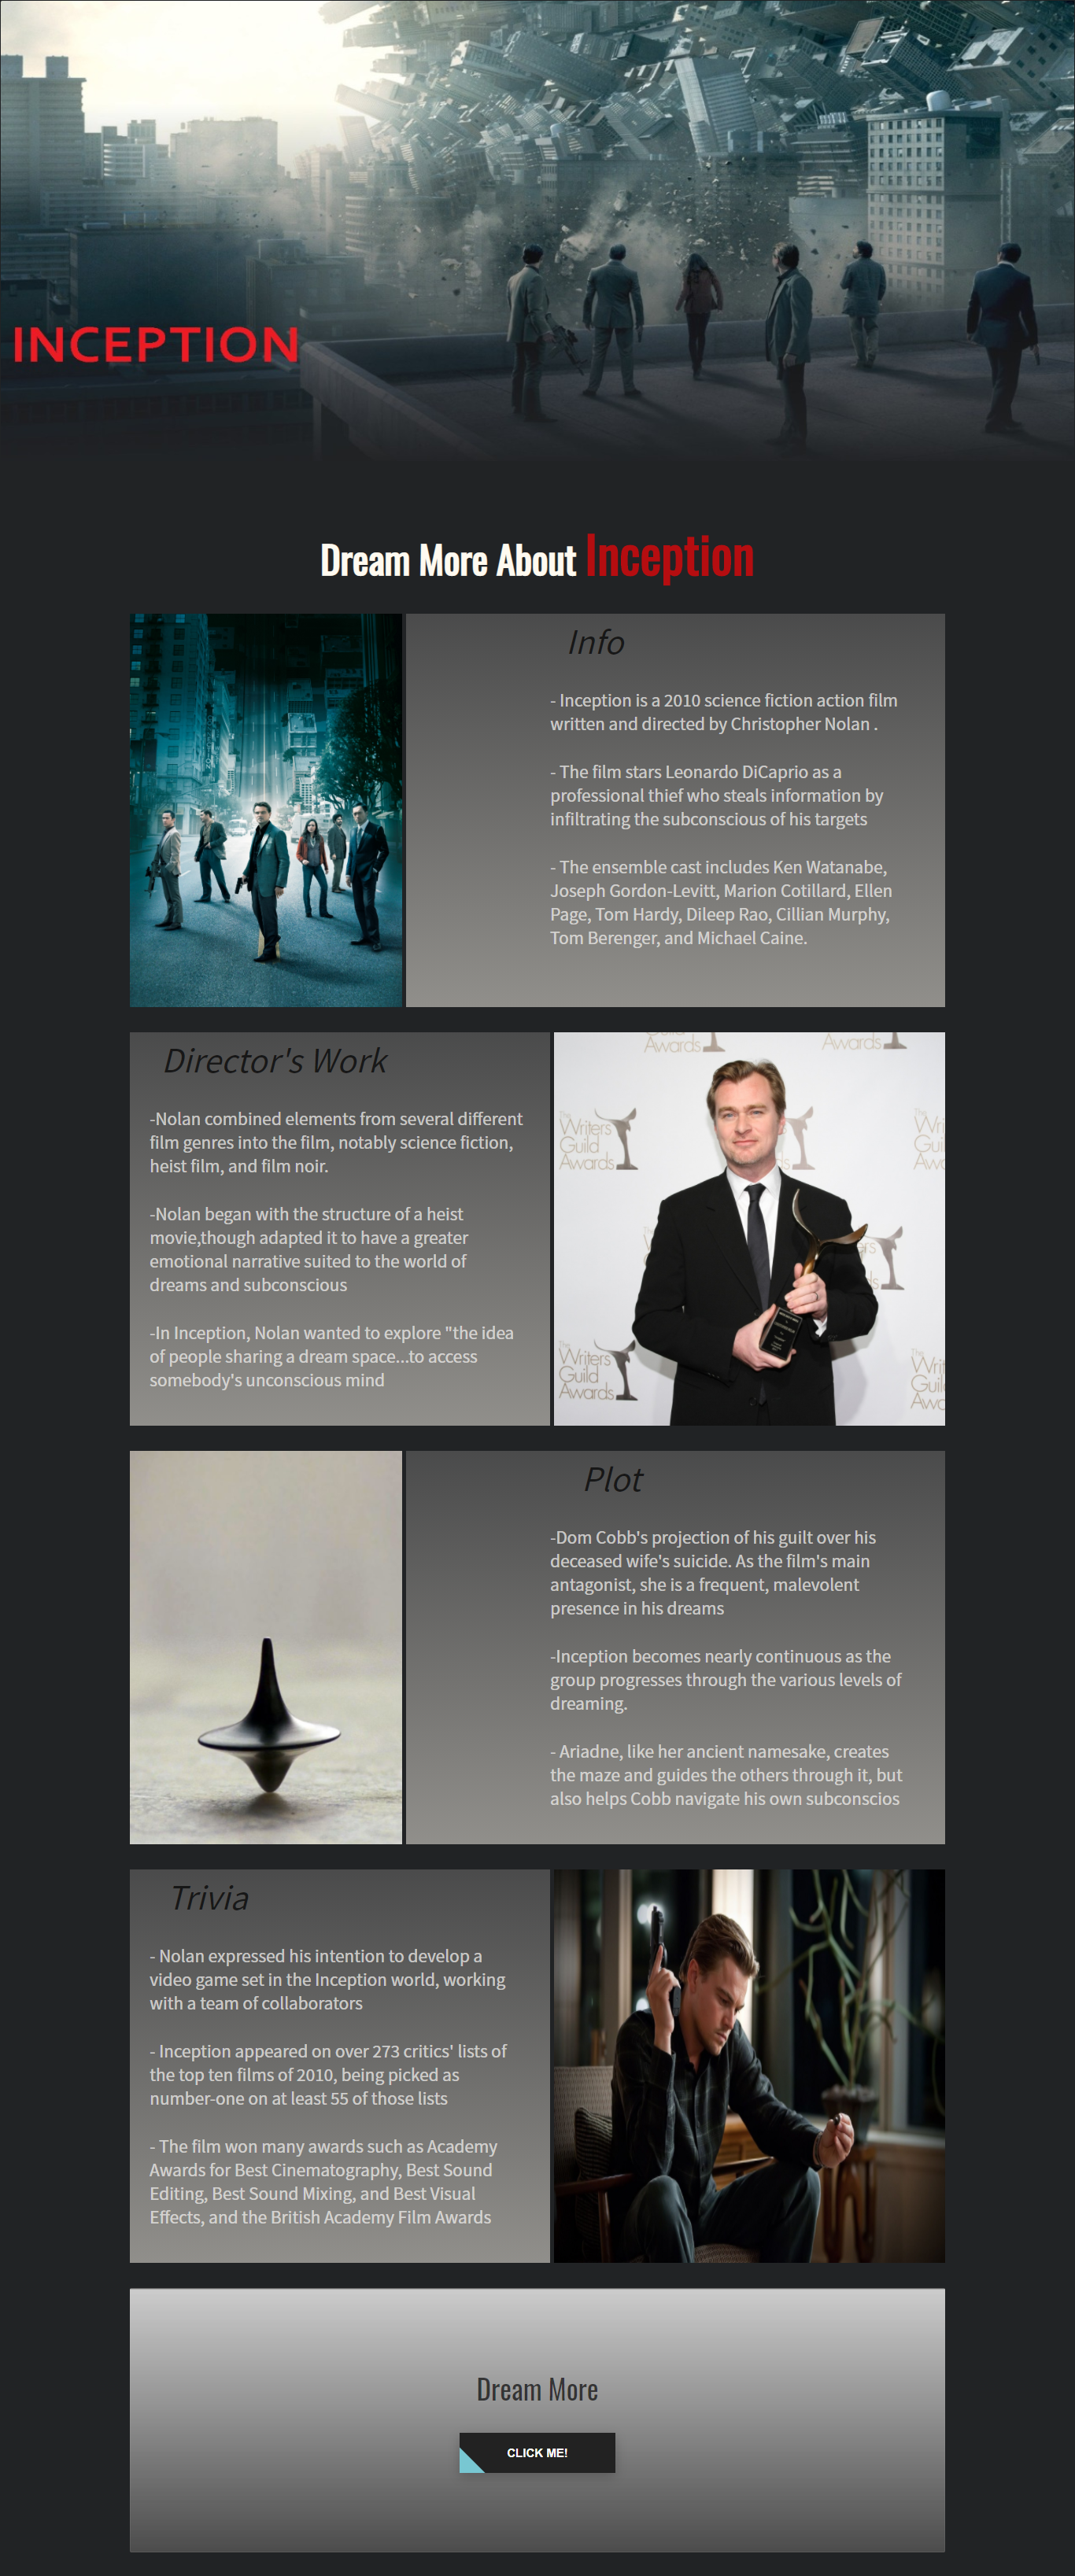 INCEPTION
Dream More About Inception
Info
- Inception is a 2010 science fiction action film
written and directed by Christopher Nolan .
- The film stars Leonardo DiCaprio as a
professional thief who steals information by
infiltrating the subconscious of his targets
- The ensemble cast includes Ken Watanabe,
Joseph Gordon-Levitt, Marion Cotillard, Ellen
Page, Tom Hardy, Dileep Rao, Cillian Murphy,
Tom Berenger, and Michael Caine.
Director's Work
-Nolan combined elements from several different
film genres into the film, notably science fiction,
heist film, and film noir.
-Nolan began with the structure of a heist
movie,though adapted it to have a greater
emotional narrative suited to the world of
dreams and subconscious
-In Inception, Nolan wanted to explore "the idea
of people sharing a dream space...to access
somebody's unconscious mind
Guild
Awards
Awards
The
Writers
Guild
Awards
Writers
Guild
Awards
Plot
-Dom Cobb's projection of his guilt over his
deceased wife's suicide. As the film's main
antagonist, she is a frequent, malevolent
presence in his dreams
-Inception becomes nearly continuous as the
group progresses through the various levels of
dreaming.
- Ariadne, like her ancient namesake, creates
the maze and guides the others through it, but
also helps Cobb navigate his own subconscios
Trivia
- Nolan expressed his intention to develop a
video game set in the Inception world, working
with a team of collaborators
- Inception appeared on over 273 critics' lists of
the top ten films of 2010, being picked as
number-one on at least 55 of those lists
- The film won many awards such as Academy
Awards for Best Cinematography, Best Sound
Editing, Best Sound Mixing, and Best Visual
Effects, and the British Academy Film Awards
Dream More
CLICK ME!